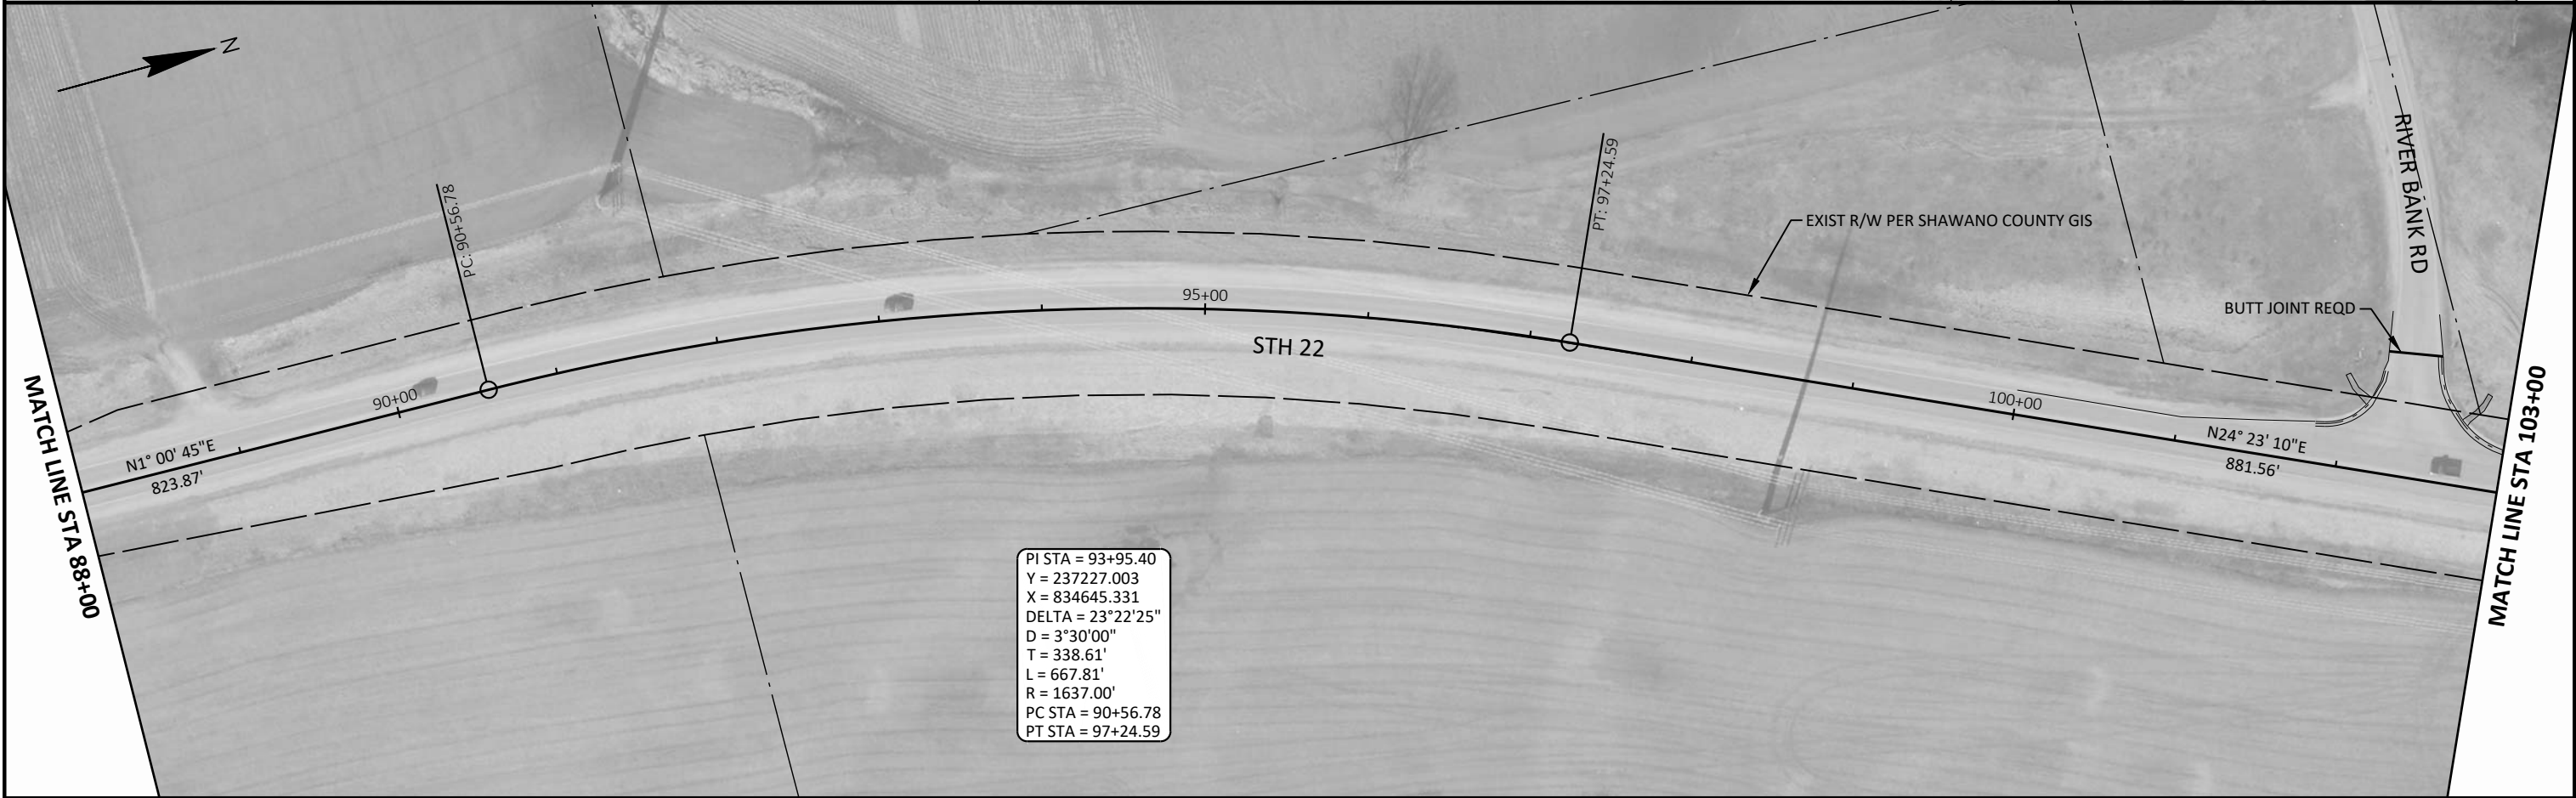 N
PC: 90+56.78
PT: 97+24.59
EXIST R/W PER SHAWANO COUNTY GIS
RIVER BANK RD
BUTT JOINT REQD
95+00
STH 22
90+00
100+00
N1° 00' 45"E
823.87'
N24° 23' 10"E
881.56'
MATCH LINE STA 88+00
MATCH LINE STA 103+00
PI STA = 93+95.40
Y = 237227.003
X = 834645.331
DELTA = 23°22'25"
D = 3°30'00"
T = 338.61'
L = 667.81'
R = 1637.00'
PC STA = 90+56.78
PT STA = 97+24.59